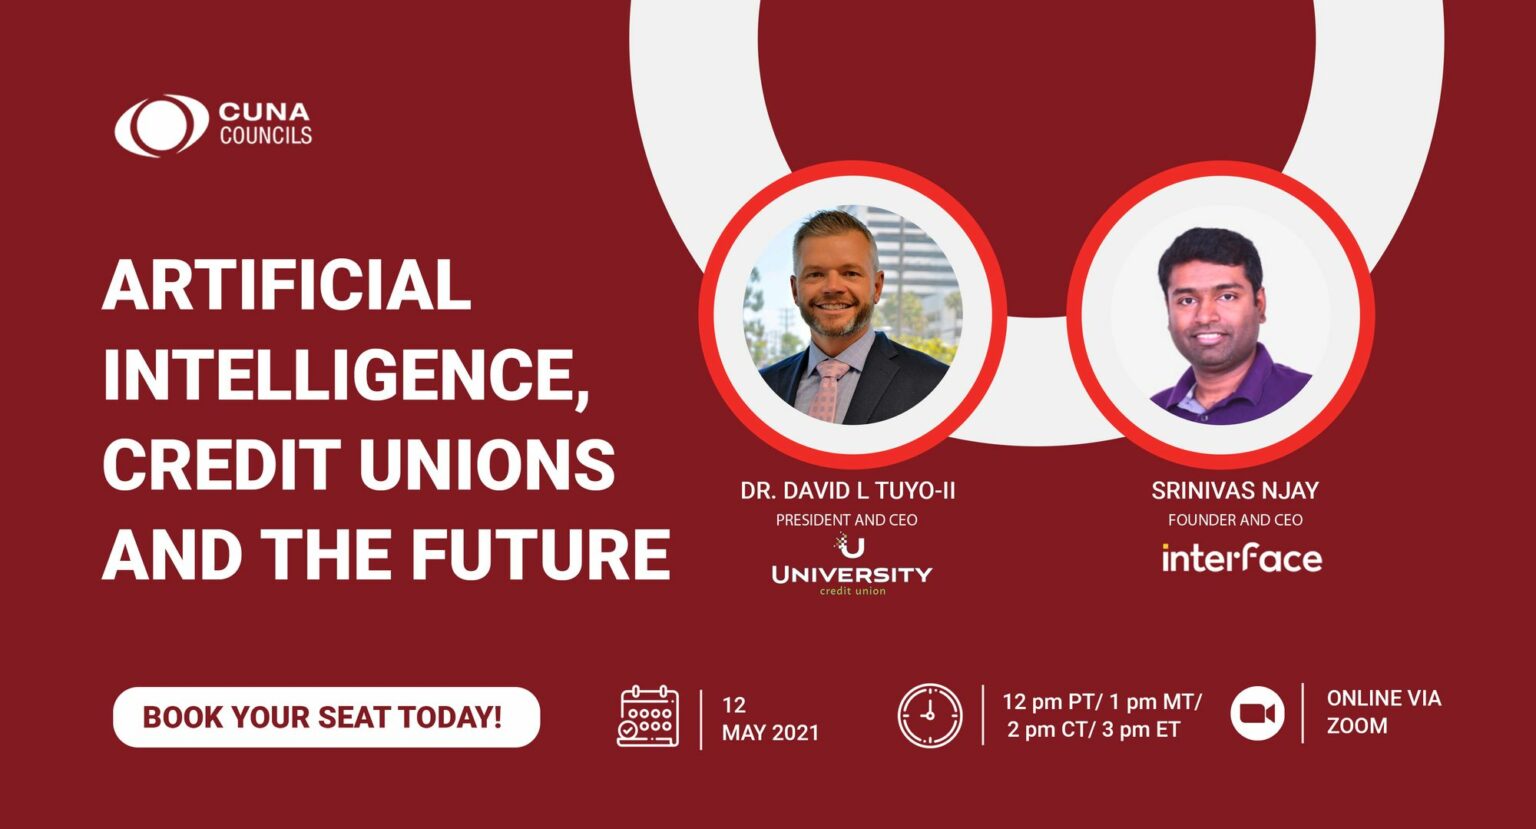 CUNA
COUNCILS
ARTIFICIAL
INTELLIGENCE,
CREDIT UNIONS
AND THE FUTURE
DR. DAVID L TUYO-II
PRESIDENT AND CEO
U
UNIVERSITY
credit union
SRINIVAS NJAY
FOUNDER AND CEO
interface
BOOK YOUR SEAT TODAY!
12
MAY 2021
12 pm PT/ 1 pm MT/
2 pm CT/ 3 pm ET
ONLINE VIA
ZOOM